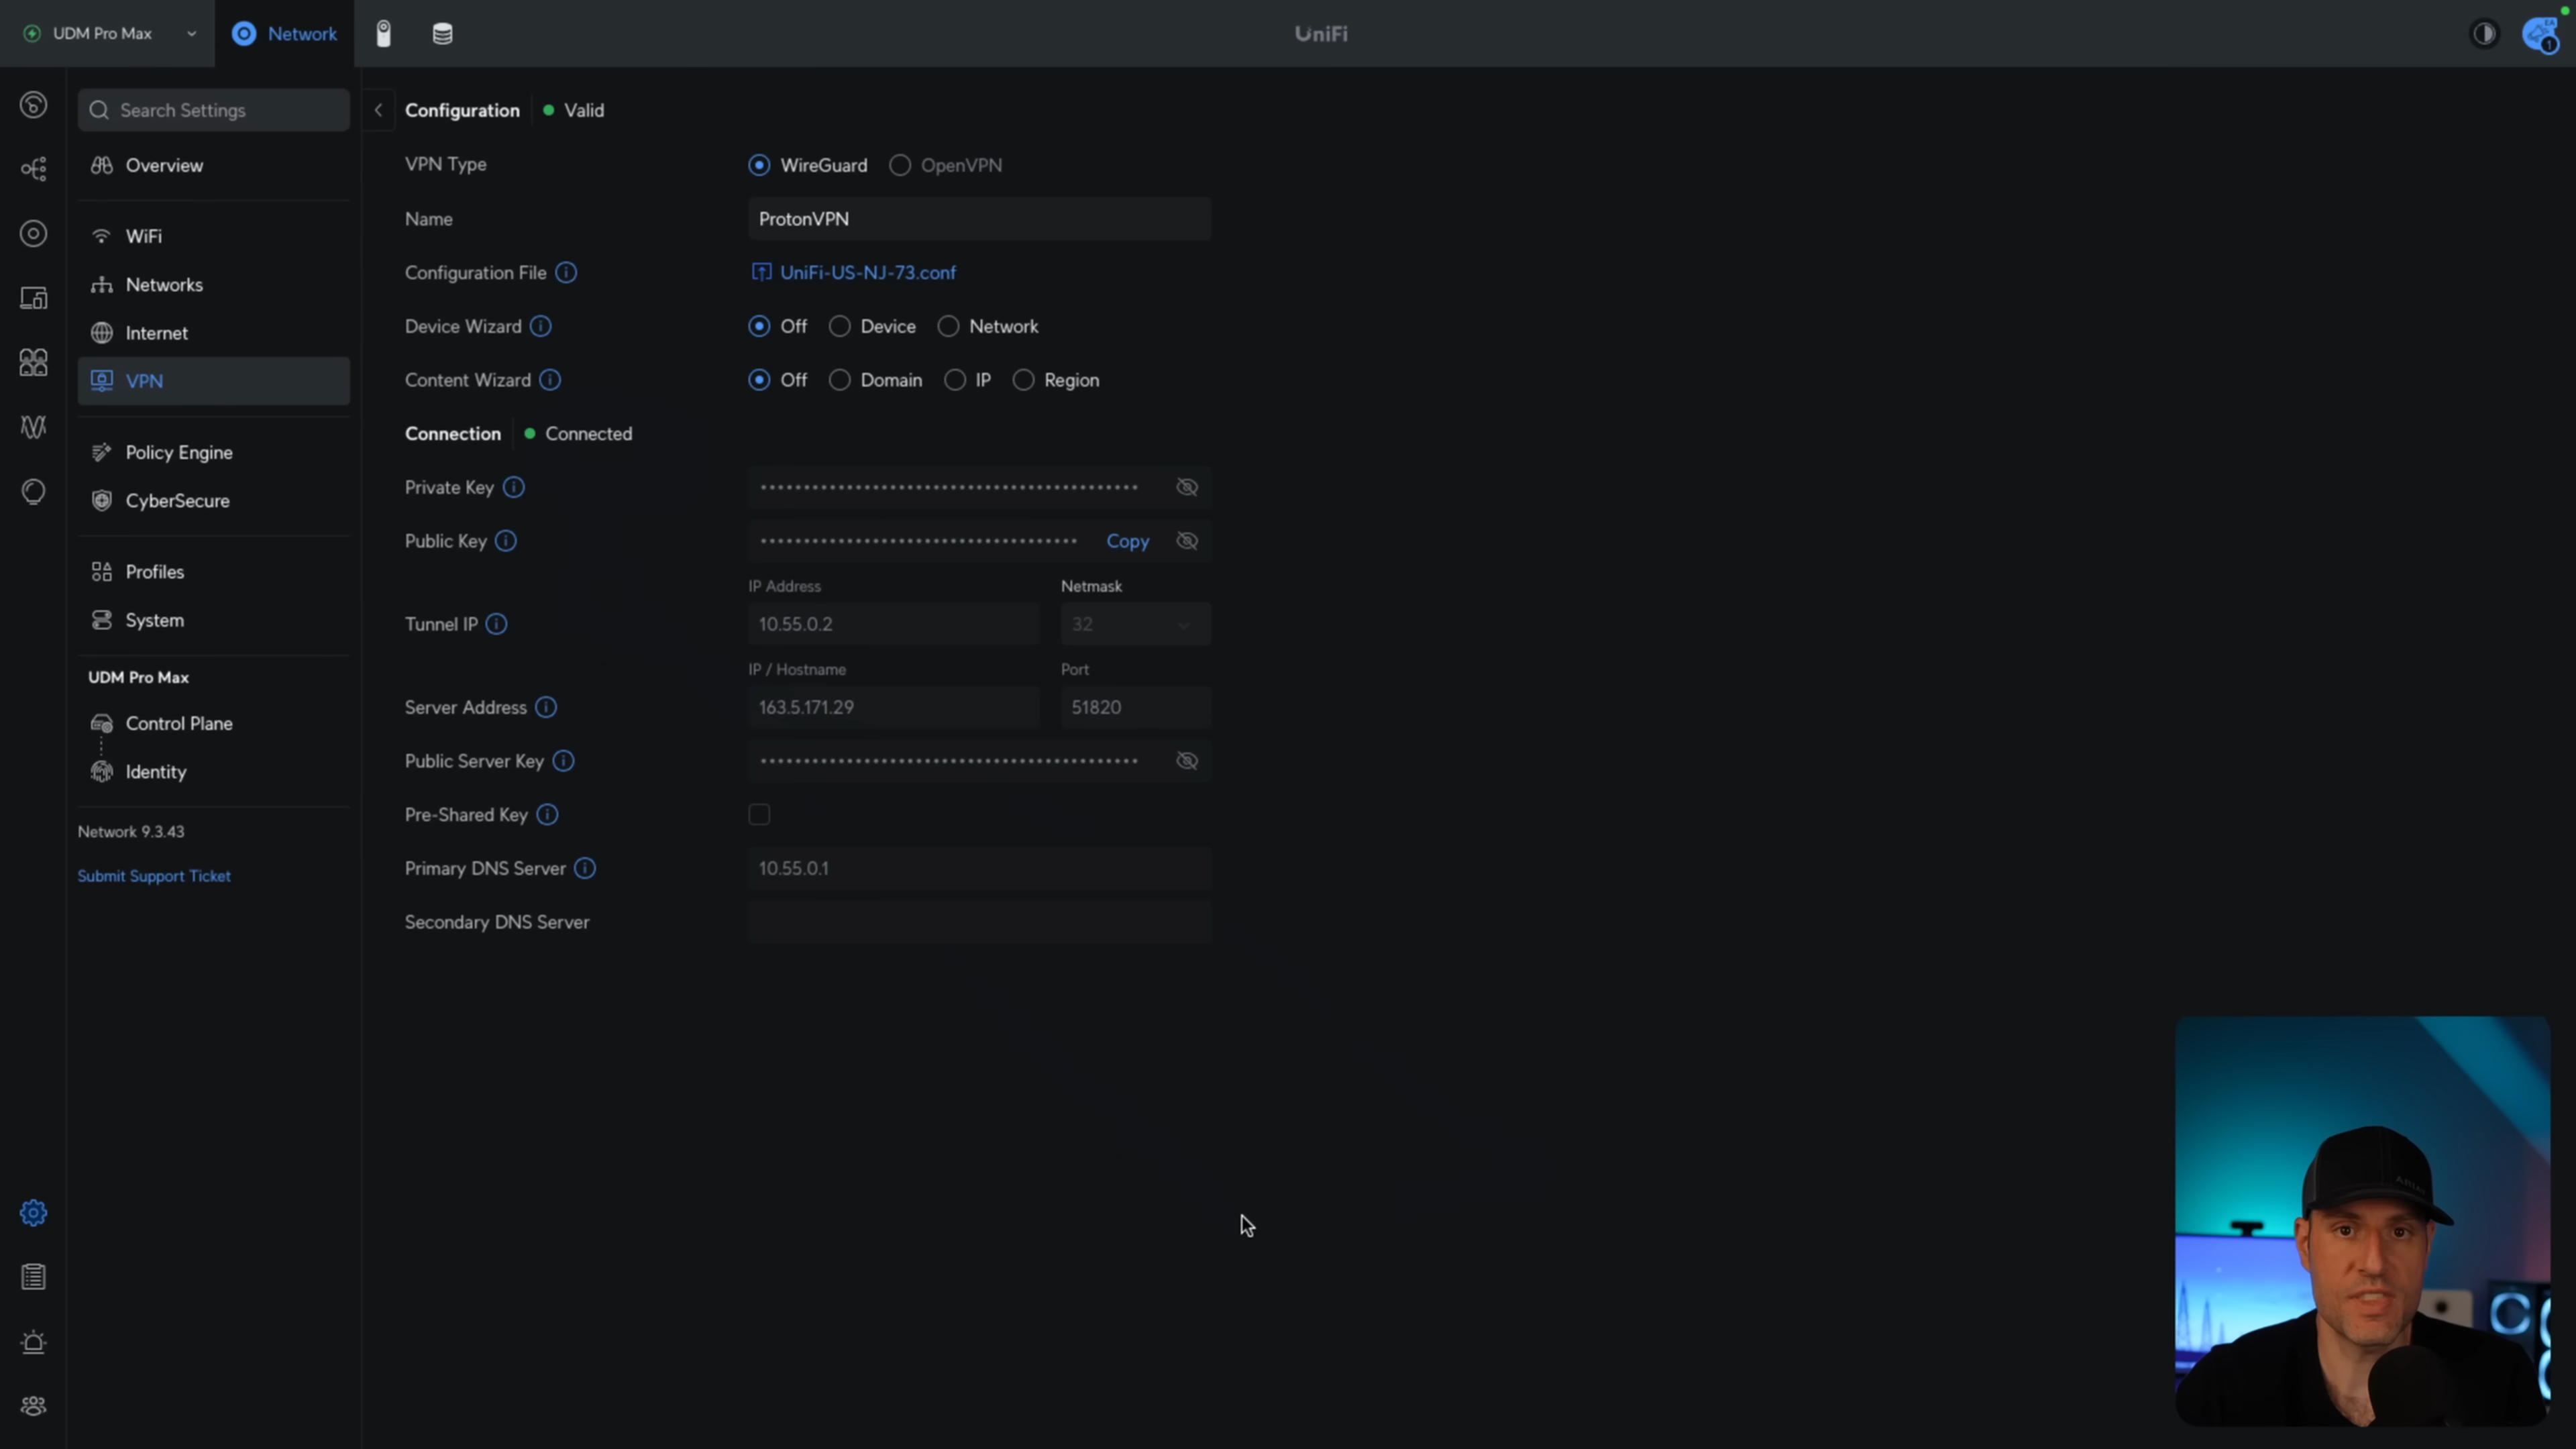 UDM Pro Max
Network
UniFi
EA
1
Search Settings
Overview
WiFi
Networks
Internet
VPN
Policy Engine
CyberSecure
Profiles
System
UDM Pro Max
Control Plane
Identity
Network 9.3.43
Submit Support Ticket
Configuration Valid
VPN Type WireGuard OpenVPN
Name ProtonVPN
Configuration File UniFi-US-NJ-73.conf
Device Wizard Off Device Network
Content Wizard Off Domain IP Region
Connection Connected
Private Key
Public Key Copy
IP Address Netmask
Tunnel IP 10.55.0.2 32
IP / Hostname Port
Server Address 163.5.171.29 51820
Public Server Key
Pre-Shared Key
Primary DNS Server 10.55.0.1
Secondary DNS Server